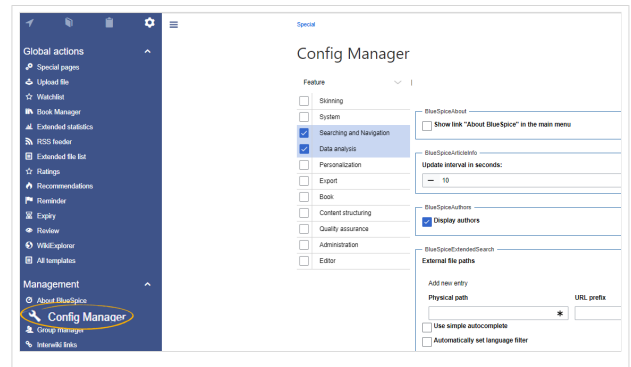 Global actions
Special pages
Upload file
Watchlist
Book Manager
Extended statistics
RSS feeder
Extended file list
Ratings
Recommendations
Reminder
Expiry
Review
WikiExplorer
All templates
Management
About BlueSpice
Config Manager
Group manager
Interwiki links
Special
Config Manager
Feature
Skinning
System
Searching and Navigation
Data analysis
Personalization
Export
Book
Content structuring
Quality assurance
Administration
Editor
BlueSpiceAbout
Show link "About BlueSpice" in the main menu
BlueSpiceArticleInfo
Update interval in seconds:
10
BlueSpiceAuthors
Display authors
BlueSpiceExtendedSearch
External file paths
Add new entry
Physical path URL prefix
*
Use simple autocomplete
Automatically set language filter